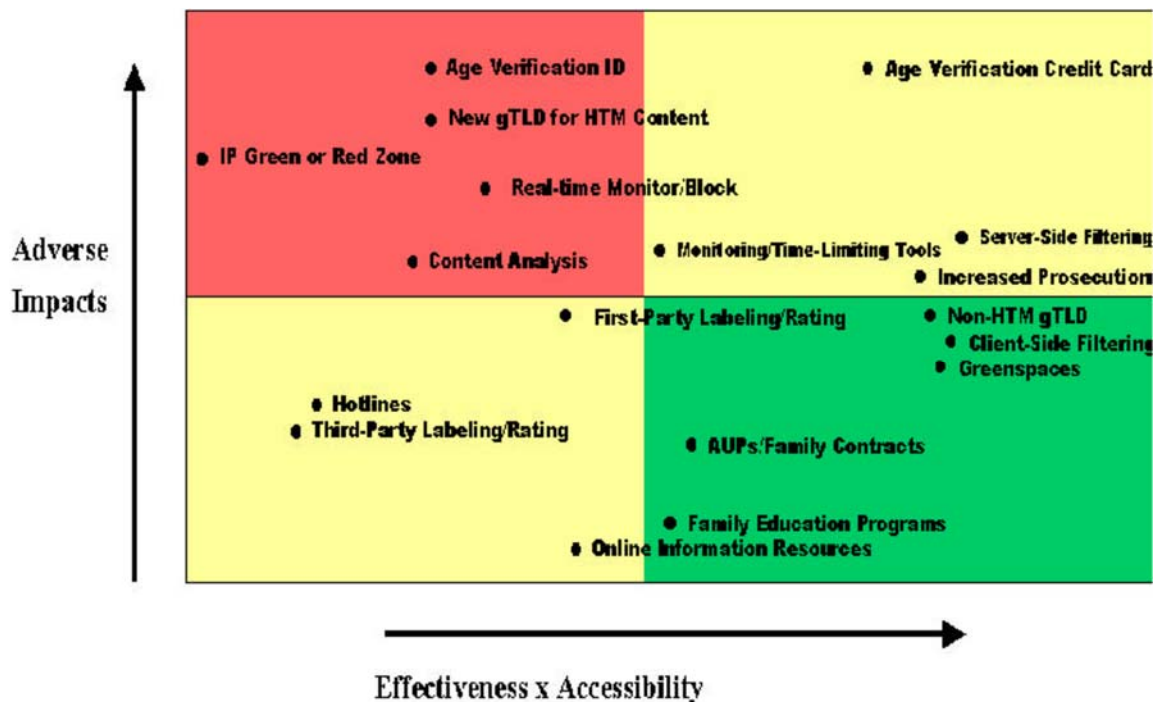 Age Verification ID
Age Verification Credit Card
New gTLD for HTM Content
IP Green or Red Zone
Real-time Monitor/Block
Adverse
Impacts
Server-Side Filtering
Monitoring/Time-Limiting Tools
Content Analysis
Increased Prosecution
First-Party Labeling/Rating
Non-HTM gTLD
Client-Side Filtering
Greenspaces
Hotlines
Third-Party Labeling/Rating
AUPs/Family Contracts
Family Education Programs
Online Information Resources
Effectiveness x Accessibility